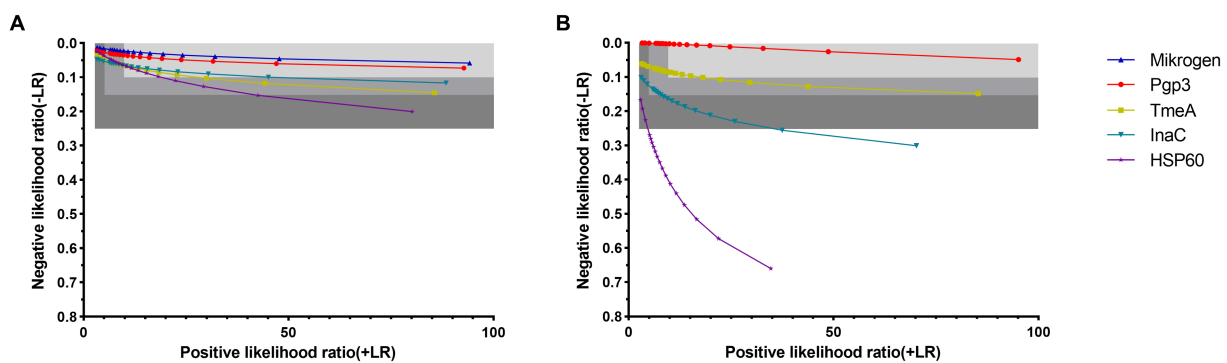 A
Negative likelihood ratio(-LR)
0.0
0.1
0.2
0.3
0.4
0.5
0.6
0.7
0.8
0
50
100
Positive likelihood ratio(+LR)
B
Negative likelihood ratio(-LR)
0.0
0.1
0.2
0.3
0.4
0.5
0.6
0.7
0.8
0
50
100
Positive likelihood ratio(+LR)
Mikrogen
Pgp3
TmeA
InaC
HSP60